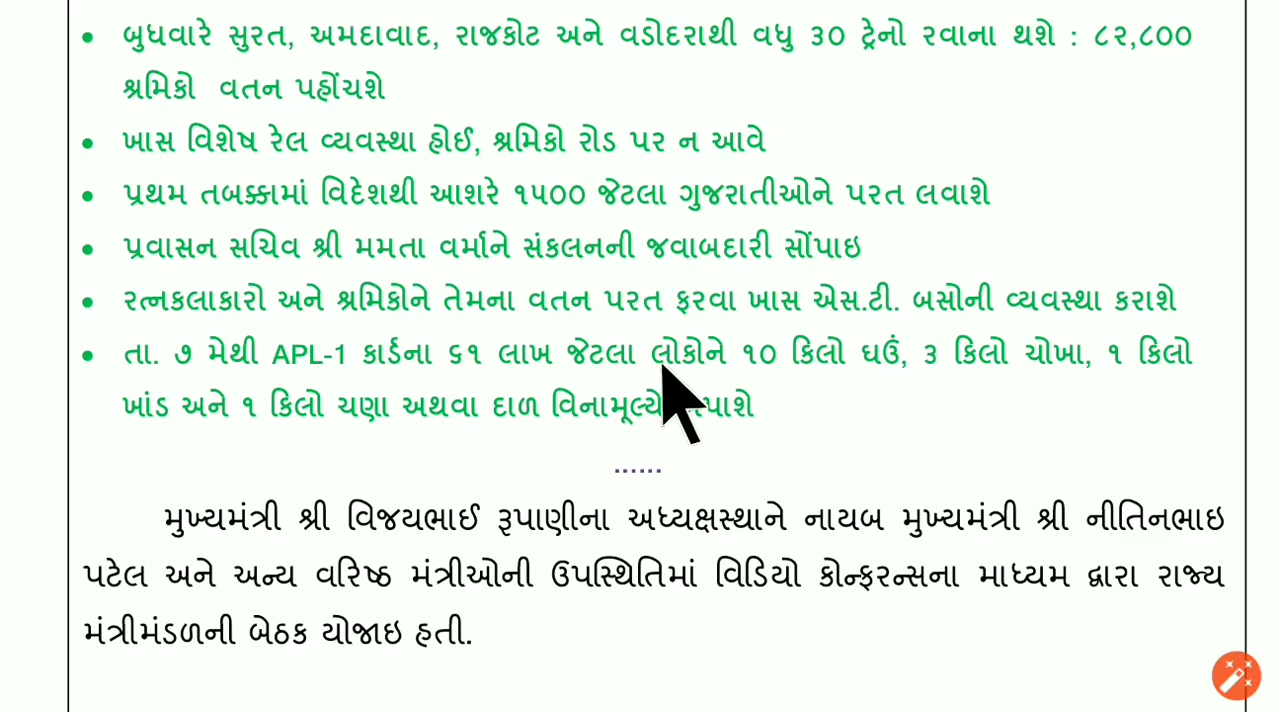 • બુધવારે સુરત, અમદાવાદ, રાજકોટ અને વડોદરાથી વધુ ૩૦ ટ્રેનો રવાના થશે : ૮૨,૮૦૦
શ્રમિકો વતન પહોંચશે
• ખાસ વિશેષ રેલ વ્યવસ્થા હોઈ, શ્રમિકો રોડ પર ન આવે
• પ્રથમ તબક્કામાં વિદેશથી આશરે ૧૫૦૦ જેટલા ગુજરાતીઓને પરત લવાશે
• પ્રવાસન સચિવ શ્રી મમતા વર્માને સંકલનની જવાબદારી સોંપાઇ
• રત્નકલાકારો અને શ્રમિકોને તેમના વતન પરત ફરવા ખાસ એસ.ટી. બસોની વ્યવસ્થા કરાશે
• તા. ૭ મેથી APL-1 કાર્ડના ૬૧ લાખ જેટલા લોકોને ૧૦ કિલો ઘઉં, ૩ કિલો ચોખા, ૧ કિલો
ખાંડ અને ૧ કિલો ચણા અથવા દાળ વિનામૂલ્યે
......
મુખ્યમંત્રી શ્રી વિજયભાઈ રૂપાણીના અધ્યક્ષસ્થાને નાયબ મુખ્યમંત્રી શ્રી નીતિનભાઇ
પટેલ અને અન્ય વરિષ્ઠ મંત્રીઓની ઉપસ્થિતિમાં વિડિયો કોન્ફરન્સના માધ્યમ દ્વારા રાજ્ય
મંત્રીમંડળની બેઠક યોજાઇ હતી.